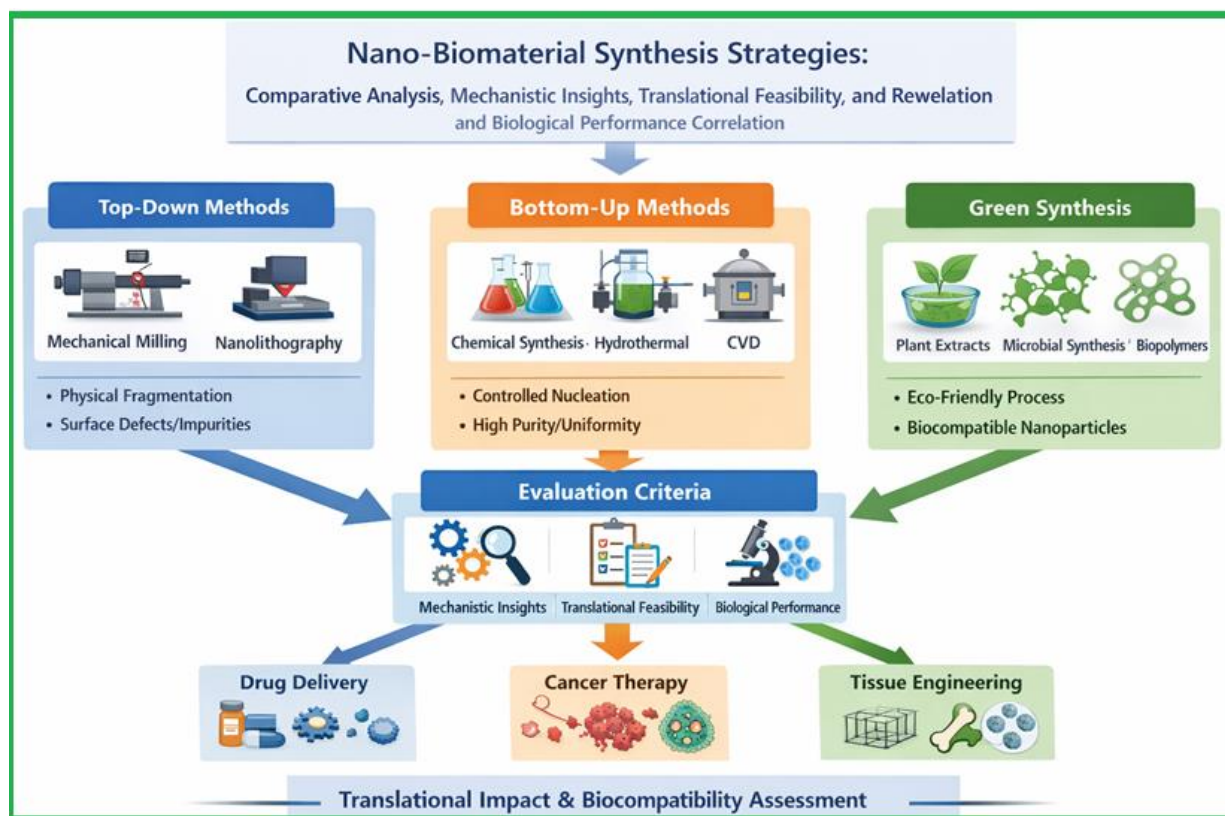 Nano-Biomaterial Synthesis Strategies:
Comparative Analysis, Mechanistic Insights, Translational Feasibility, and Rewelation
and Biological Performance Correlation
Top-Down Methods
Mechanical Milling
Nanolithography
• Physical Fragmentation
• Surface Defects/Impurities
Bottom-Up Methods
Chemical Synthesis · Hydrothermal
CVD
• Controlled Nucleation
• High Purity/Uniformity
Green Synthesis
Plant Extracts
Microbial Synthesis ' Biopolymers
• Eco-Friendly Process
• Biocompatible Nanoparticles
Evaluation Criteria
Mechanistic Insights
Translational Feasibility
Biological Performance
Drug Delivery
Cancer Therapy
Tissue Engineering
Translational Impact & Biocompatibility Assessment